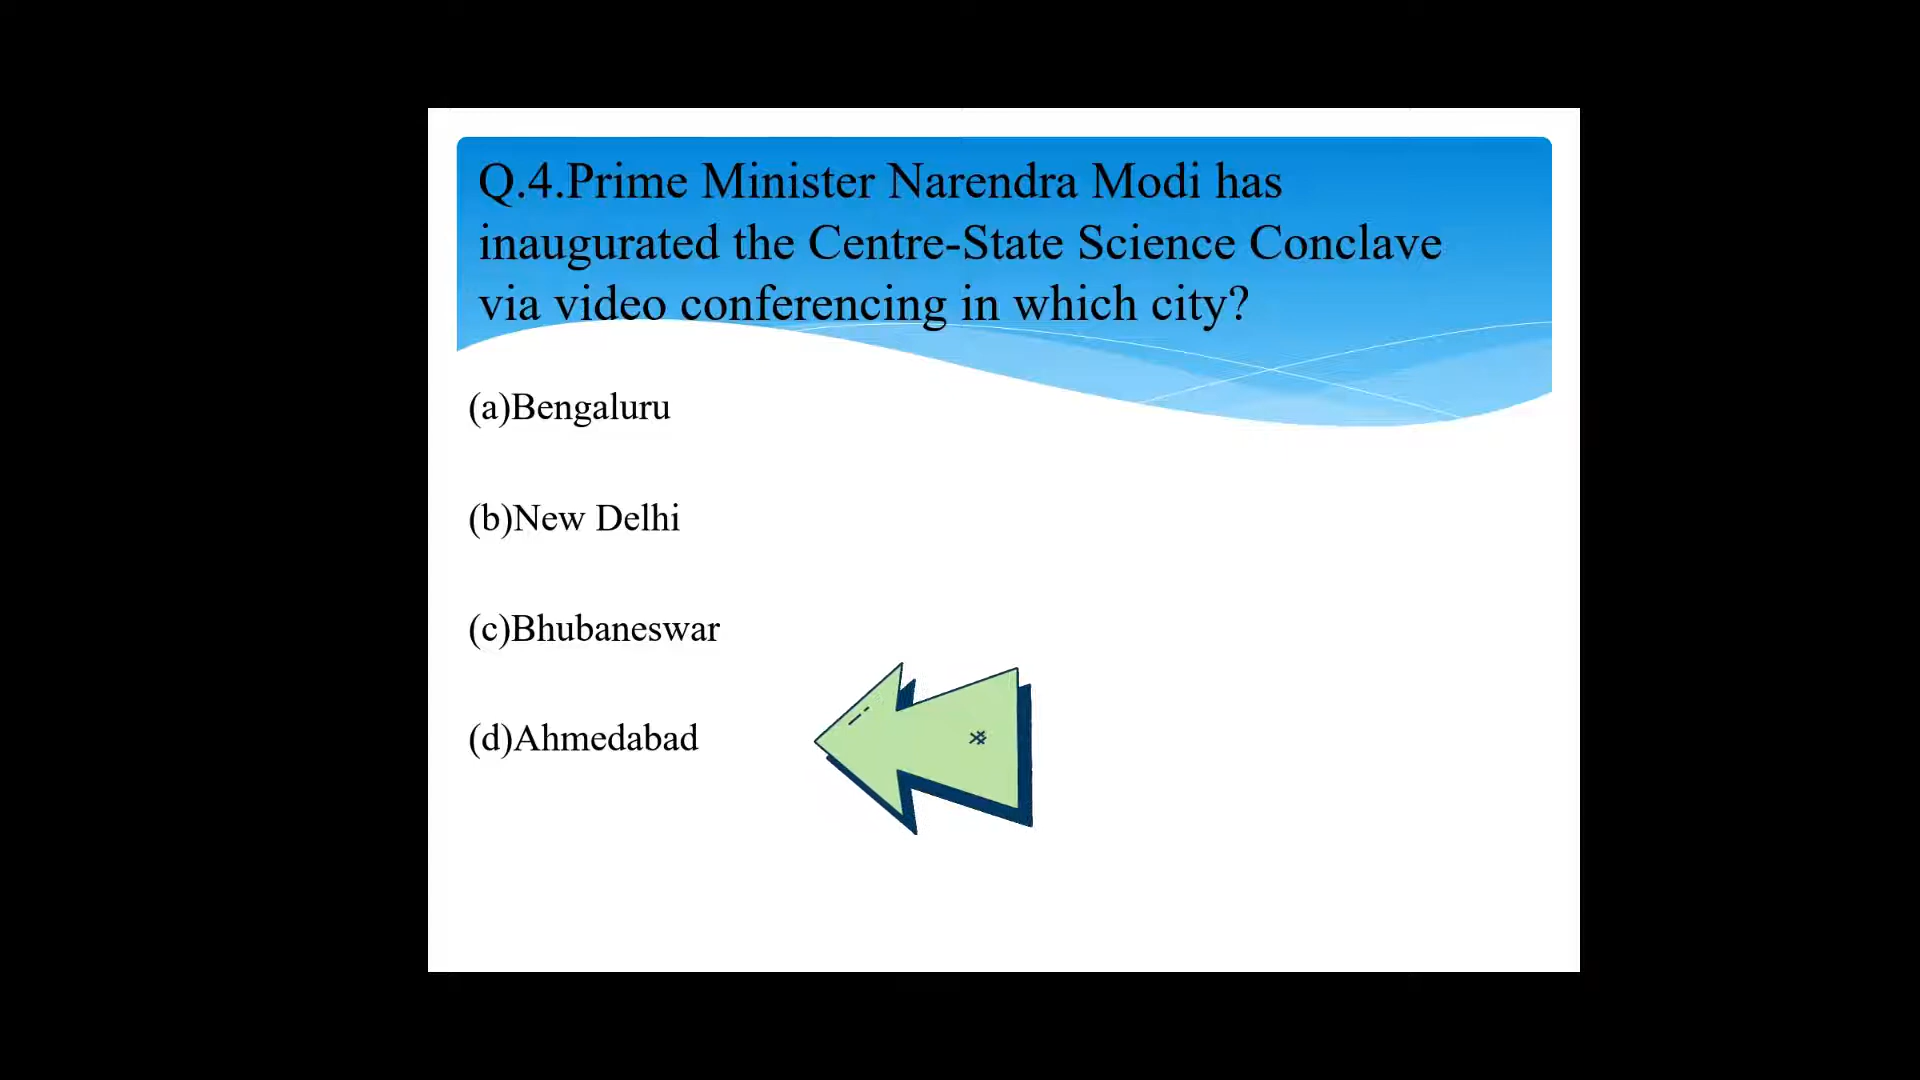 Q.4.Prime Minister Narendra Modi has
inaugurated the Centre-State Science Conclave
via video conferencing in which city?
(a)Bengaluru
(b)New Delhi
(c)Bhubaneswar
(d)Ahmedabad